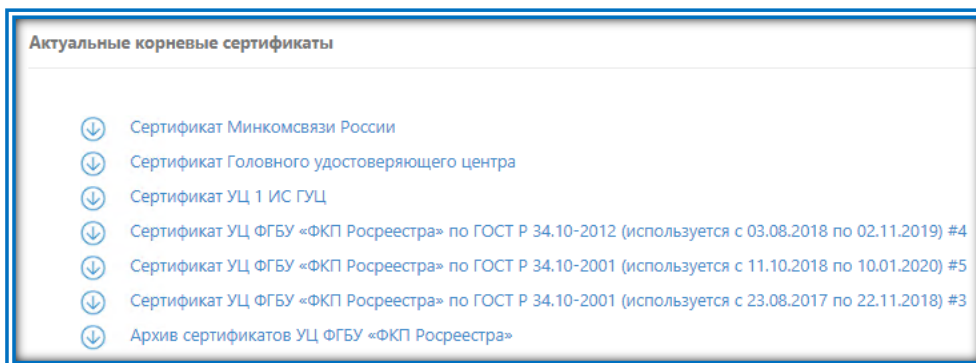 Актуальные корневые сертификаты
Сертификат Минкомсвязи России
Сертификат Головного удостоверяющего центра
Сертификат УЦ 1 ИС ГУЦ
Сертификат УЦ ФГБУ «ФКП Росреестра» по ГОСТ Р 34.10-2012 (используется с 03.08.2018 по 02.11.2019) #4
Сертификат УЦ ФГБУ «ФКП Росреестра» по ГОСТ Р 34.10-2001 (используется с 11.10.2018 по 10.01.2020) #5
Сертификат УЦ ФГБУ «ФКП Росреестра» по ГОСТ Р 34.10-2001 (используется с 23.08.2017 по 22.11.2018) #3
Архив сертификатов УЦ ФГБУ «ФКП Росреестра»